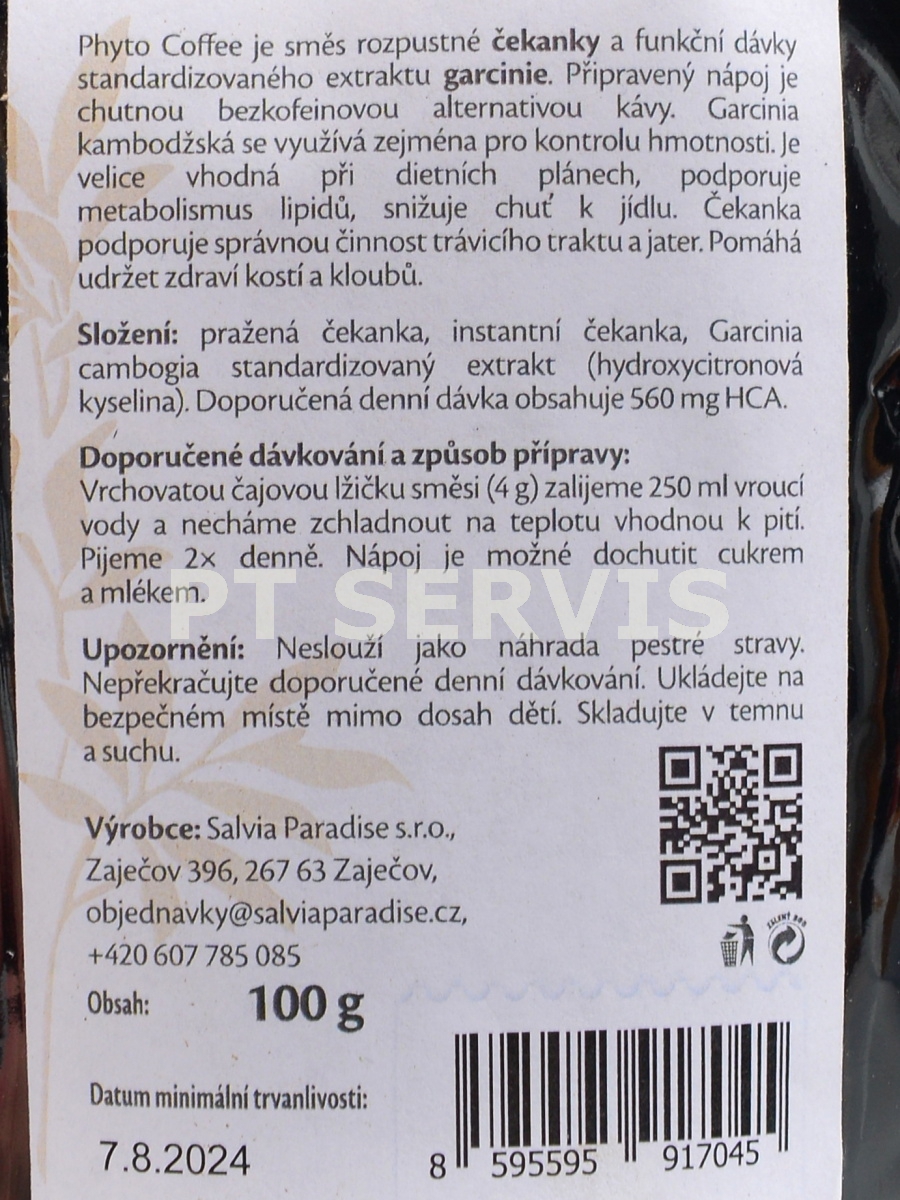 Phyto Coffee je směs rozpustné čekanky a funkční dávky
standardizovaného extraktu garcinie. Připravený nápoj je
chutnou bezkofeinovou alternativou kávy. Garcinia
kambodžská se využívá zejména pro kontrolu hmotnosti. Je
velice vhodná při dietních plánech, podporuje
metabolismus lipidů, snižuje chuť k jídlu. Čekanka
podporuje správnou činnost trávicího traktu a jater. Pomáhá
udržet zdraví kostí a kloubů.
Složení: pražená čekanka, instantní čekanka, Garcinia
cambogia standardizovaný extrakt (hydroxycitronová
kyselina). Doporučená denní dávka obsahuje 560 mg HCA.
Doporučené dávkování a způsob přípravy:
Vrchovatou čajovou lžičku směsi (4 g) zalijeme 250 ml vroucí
vody a necháme zchladnout na teplotu vhodnou k pití.
Pijeme 2x denně. Nápoj je možné dochutit cukrem
a mlékem.
PT SERVIS
Upozornění: Neslouží jako náhrada pestré stravy.
Nepřekračujte doporučené denní dávkování. Ukládejte na
bezpečném místě mimo dosah dětí. Skladujte v temnu
a suchu.
Výrobce: Salvia Paradise s.r.o.,
Zaječov 396, 267 63 Zaječov,
objednavky@salviaparadise.cz,
+420 607 785 085
ZELENÝ BOD
Obsah: 100 g
Datum minimální trvanlivosti:
7.8.2024
8 595595 917045